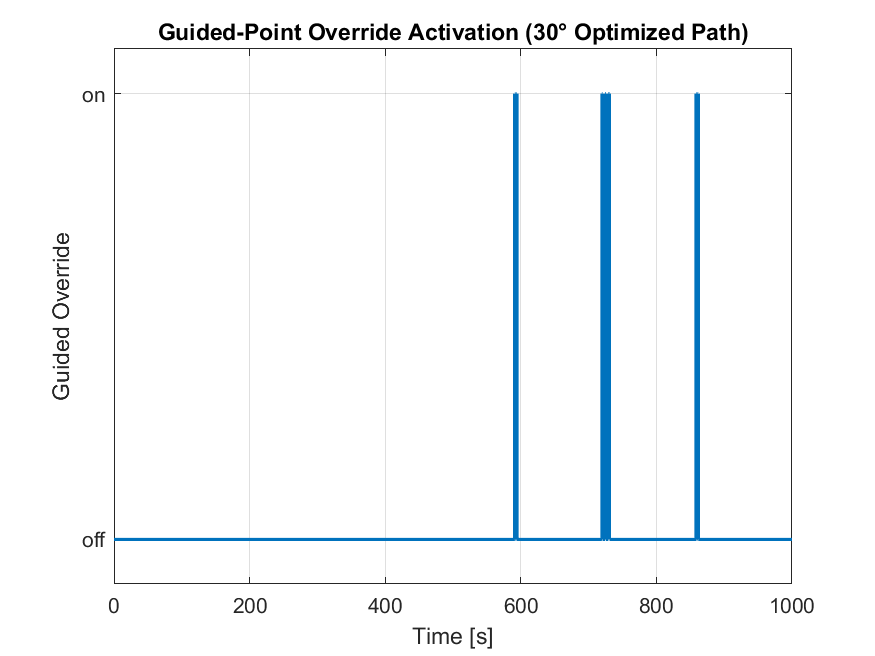 Guided-Point Override Activation (30° Optimized Path)
on
Guided Override
off
0 200 400 600 800 1000
Time [s]